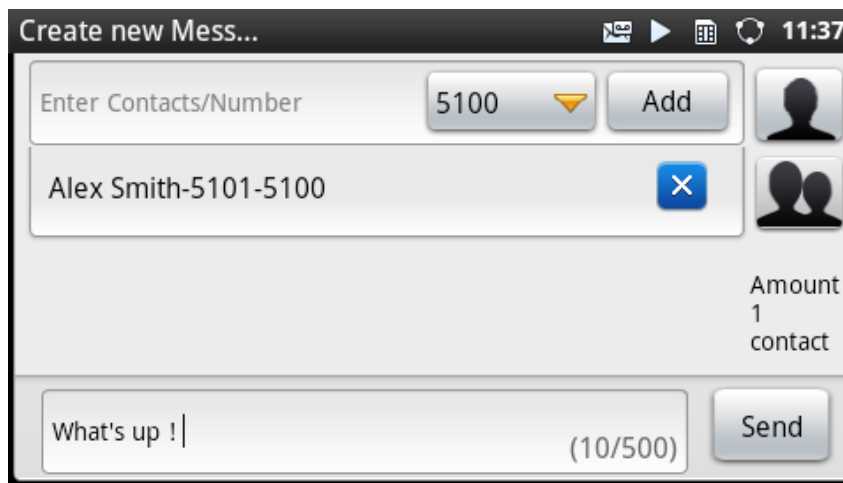 Create new Mess... 11:37
Enter Contacts/Number 5100 Add
Alex Smith-5101-5100
Amount
1
contact
What's up !
(10/500)
Send